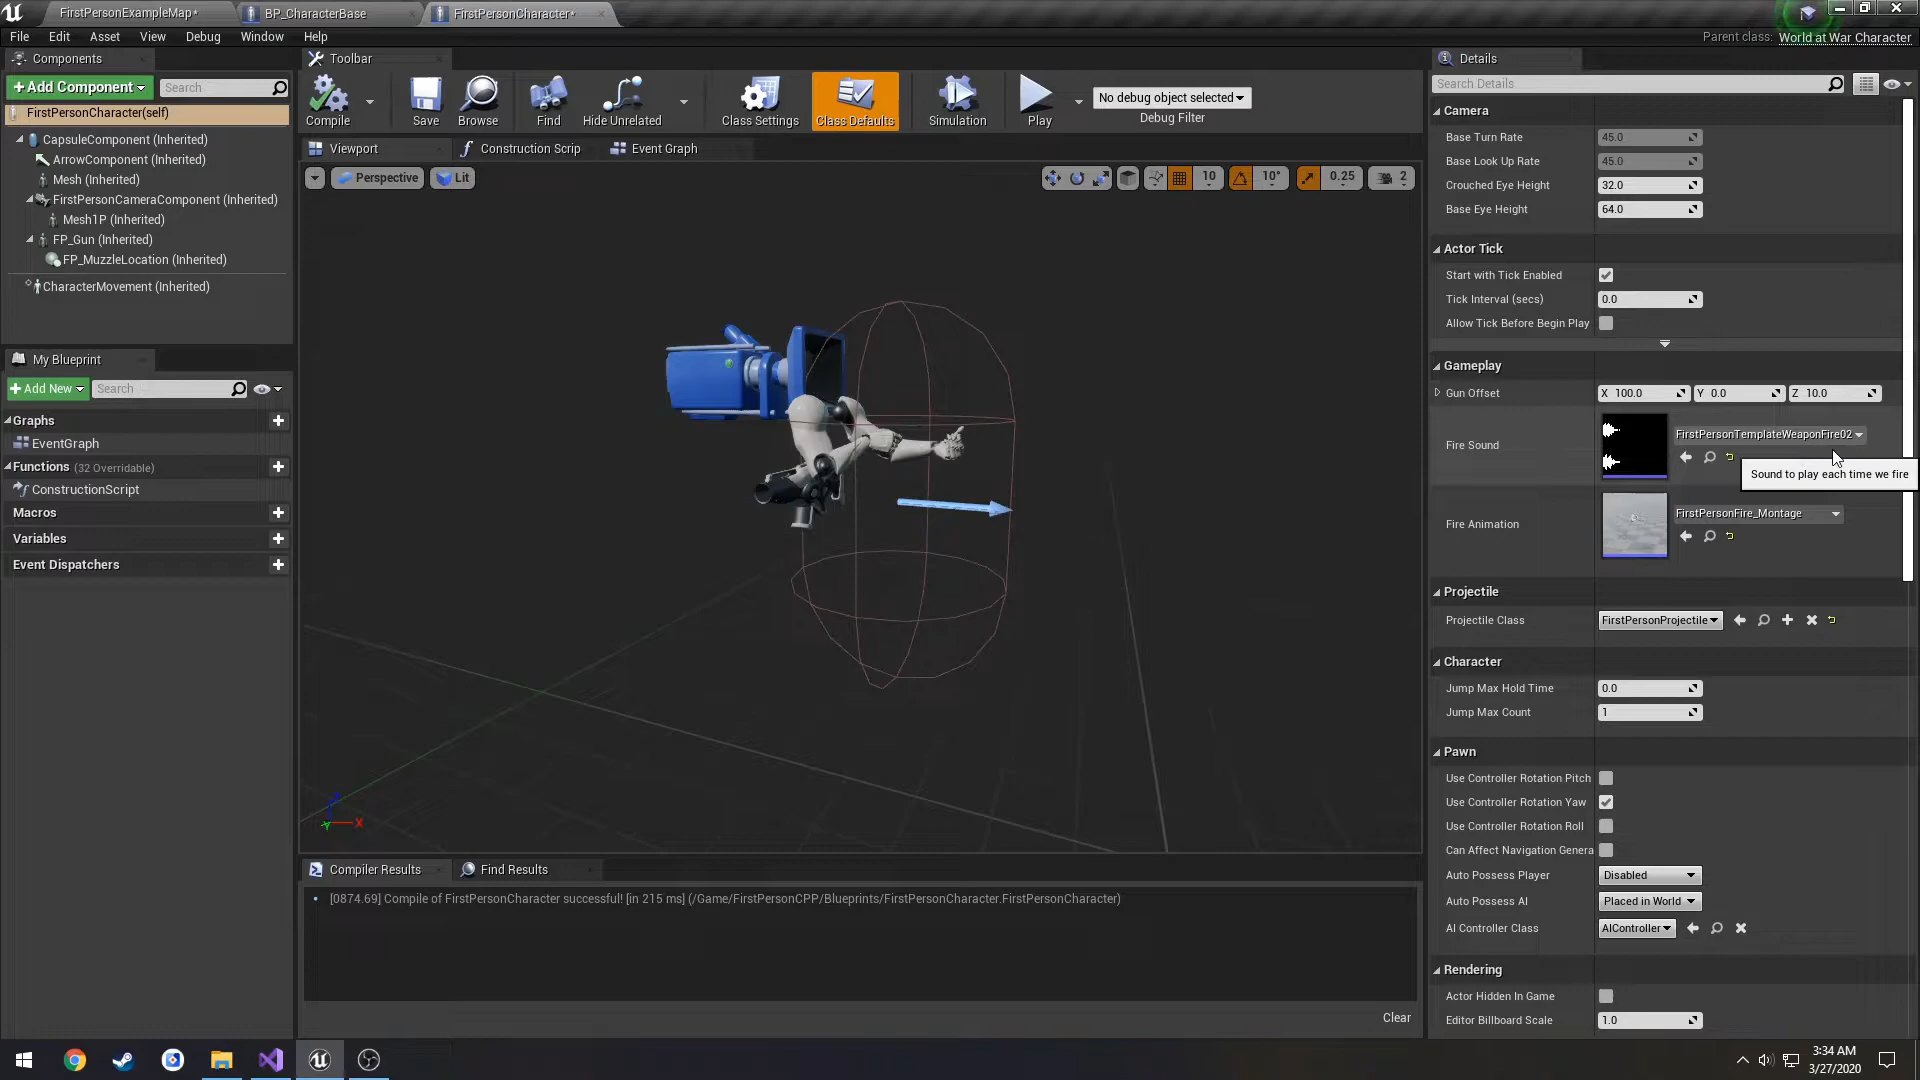 FirstPersonExampleMap*
BP_CharacterBase
FirstPersonCharacter*
File Edit Asset View Debug Window Help
Parent class: World at War Character
Components
+Add Component
Search
FirstPersonCharacter(self)
CapsuleComponent (Inherited)
ArrowComponent (Inherited)
Mesh (Inherited)
FirstPersonCameraComponent (Inherited)
Mesh1P (Inherited)
FP_Gun (Inherited)
FP_MuzzleLocation (Inherited)
CharacterMovement (Inherited)
My Blueprint
+Add New
Search
Graphs
EventGraph
Functions (32 Overridable)
ConstructionScript
Macros
Variables
Event Dispatchers
Toolbar
Compile
Save
Browse
Find
Hide Unrelated
Class Settings
Class Defaults
Simulation
Play
No debug object selected
Debug Filter
Viewport
Construction Scrip
Event Graph
Perspective
Lit
10
10°
0.25
2
Z
X
Y
Compiler Results
Find Results
[0874.69] Compile of FirstPersonCharacter successful! [in 215 ms] (/Game/FirstPersonCPP/Blueprints/FirstPersonCharacter.FirstPersonCharacter)
Clear
Details
Search Details
Camera
Base Turn Rate 45.0
Base Look Up Rate 45.0
Crouched Eye Height 32.0
Base Eye Height 64.0
Actor Tick
Start with Tick Enabled
Tick Interval (secs) 0.0
Allow Tick Before Begin Play
Gameplay
Gun Offset X 100.0 Y 0.0 Z 10.0
Fire Sound FirstPersonTemplateWeaponFire02
Sound to play each time we fire
Fire Animation FirstPersonFire_Montage
Projectile
Projectile Class FirstPersonProjectile
Character
Jump Max Hold Time 0.0
Jump Max Count 1
Pawn
Use Controller Rotation Pitch
Use Controller Rotation Yaw
Use Controller Rotation Roll
Can Affect Navigation Genera
Auto Possess Player Disabled
Auto Possess AI Placed in World
AI Controller Class AIController
Rendering
Actor Hidden In Game
Editor Billboard Scale 1.0
3:34 AM
3/27/2020